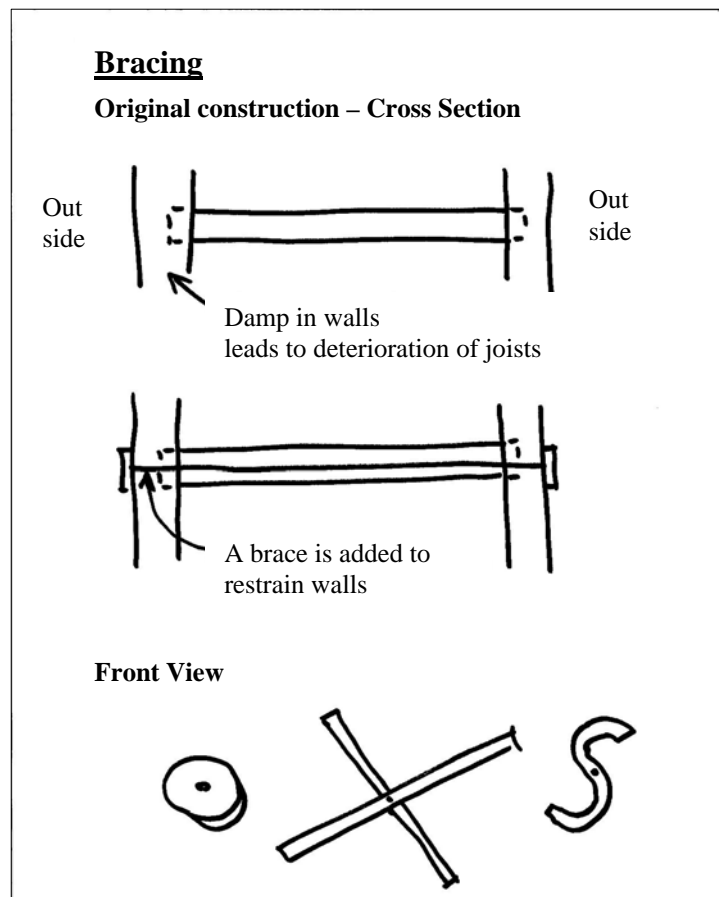 Bracing
Original construction – Cross Section
Out
side
Out
side
Damp in walls
leads to deterioration of joists
A brace is added to
restrain walls
Front View